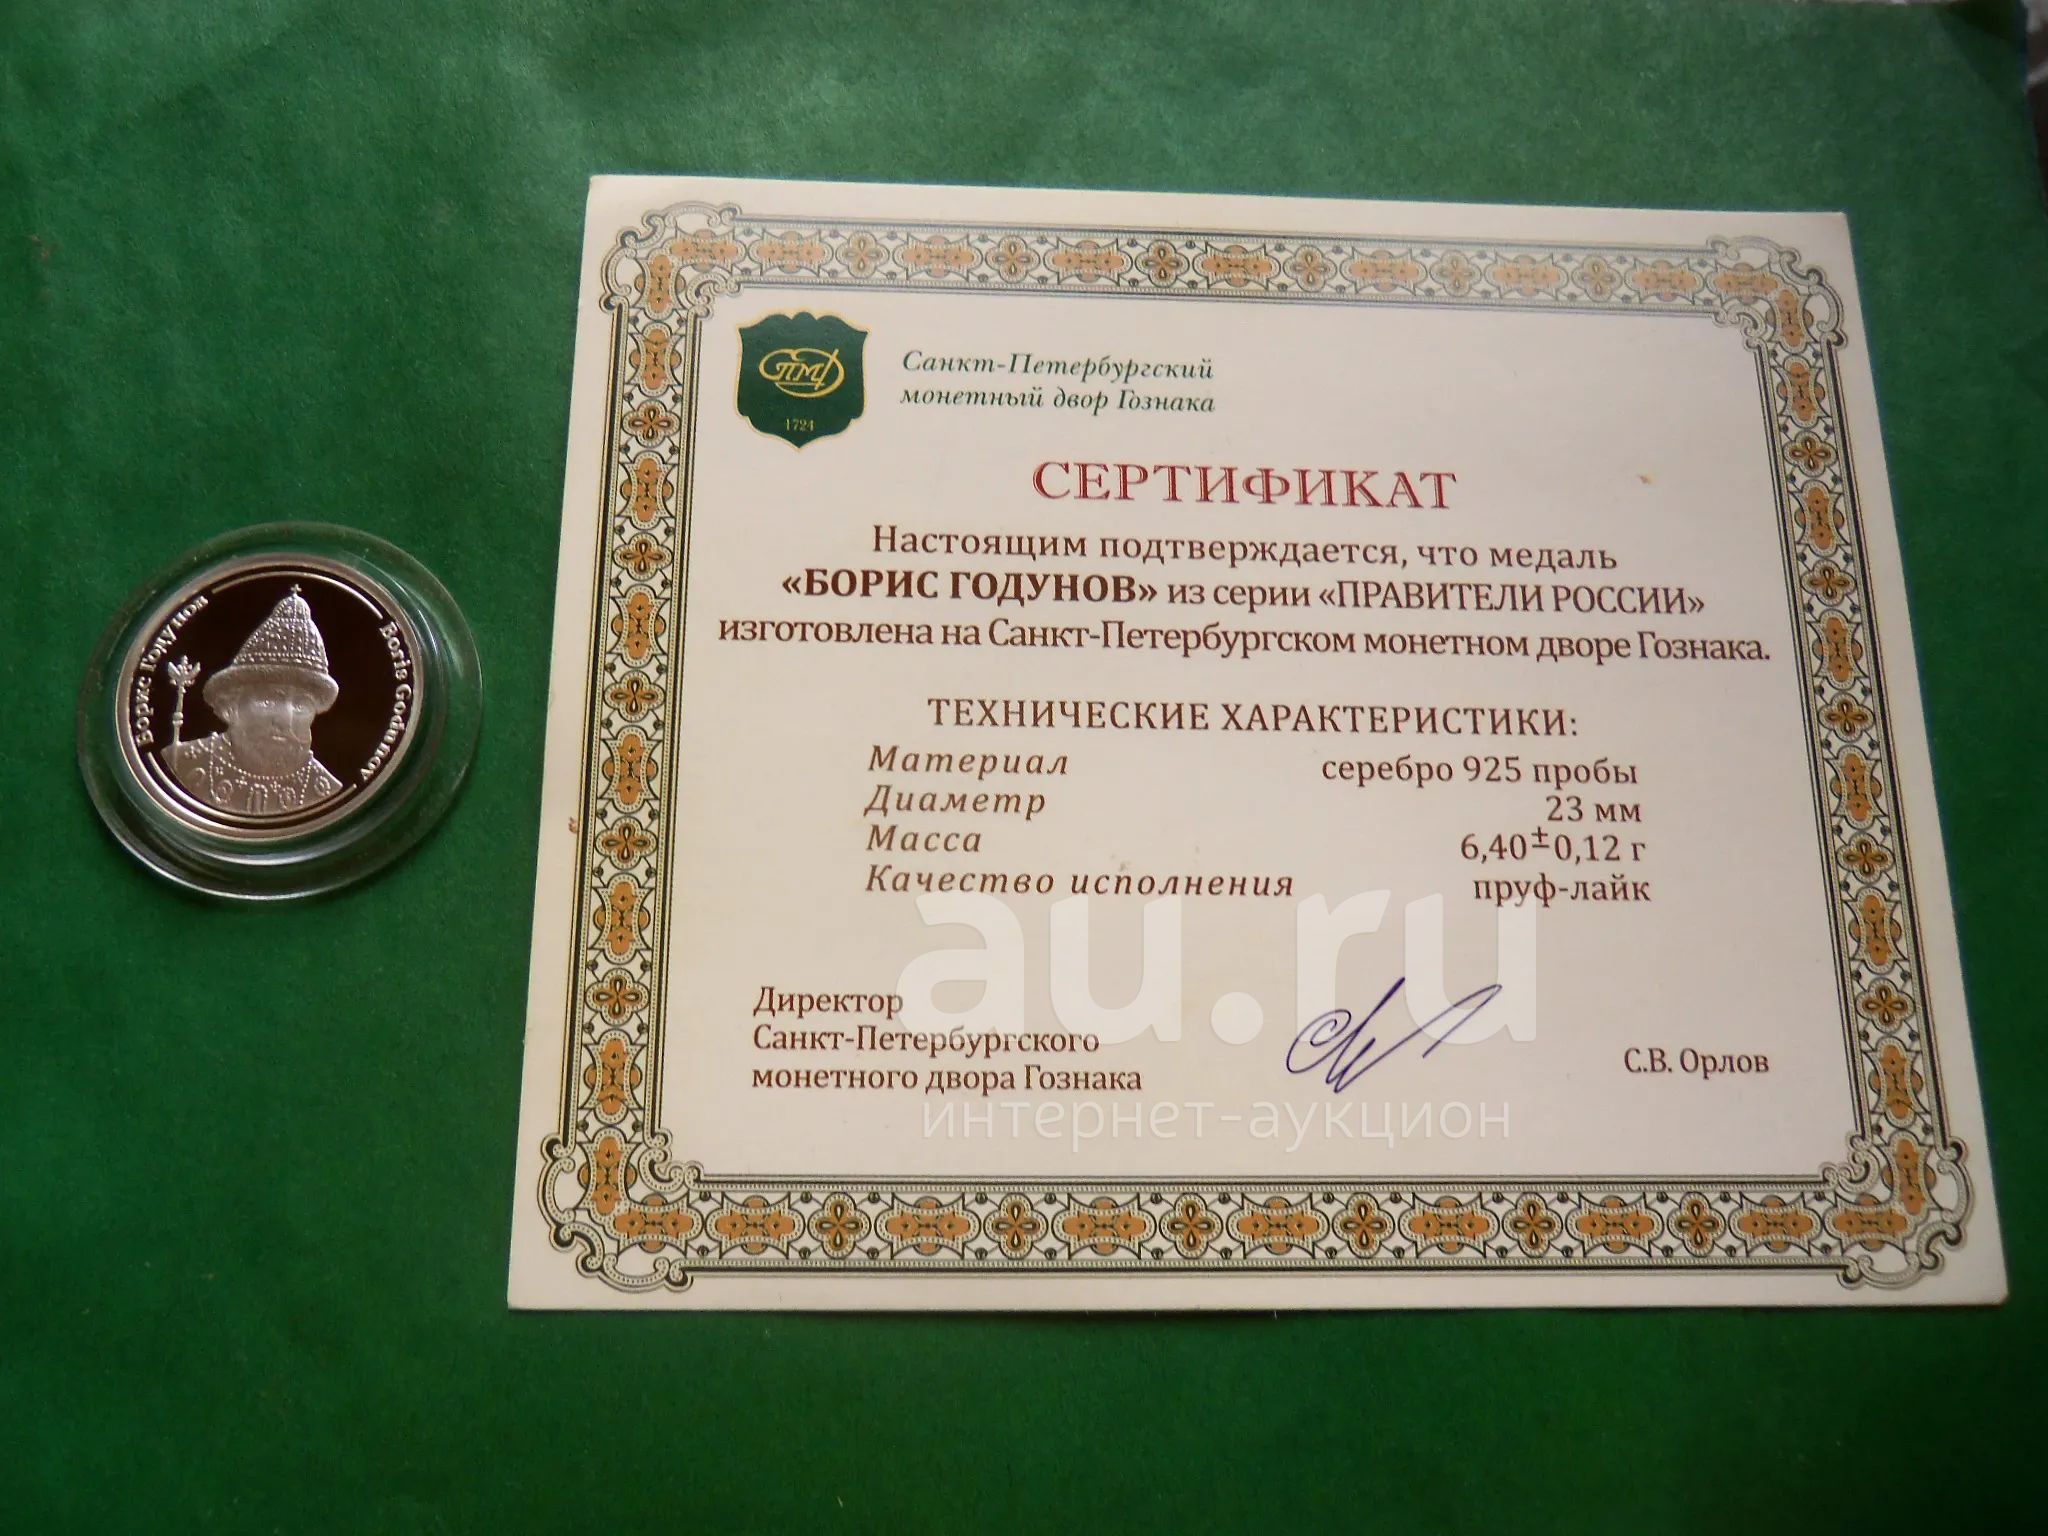 Борис Годунов
Boris Godunov
СПМД
1724
Санкт-Петербургский
монетный двор Гознака
СЕРТИФИКАТ
Настоящим подтверждается, что медаль
«БОРИС ГОДУНОВ» из серии «ПРАВИТЕЛИ РОССИИ»
изготовлена на Санкт-Петербургском монетном дворе Гознака.
ТЕХНИЧЕСКИЕ ХАРАКТЕРИСТИКИ:
Материал серебро 925 пробы
Диаметр 23 мм
Масса 6,40±0,12 г
Качество исполнения пруф-лайк
au.ru
Директор
Санкт-Петербургского
монетного двора Гознака
С.В. Орлов
интернет-аукцион